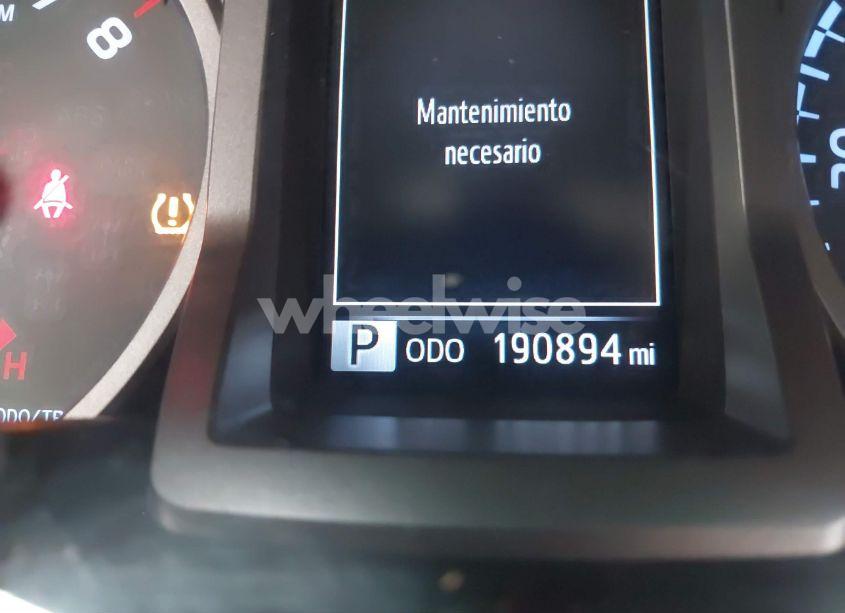 8
Mantenimiento
necesario
wheelwise
P ODO 190894 mi
H